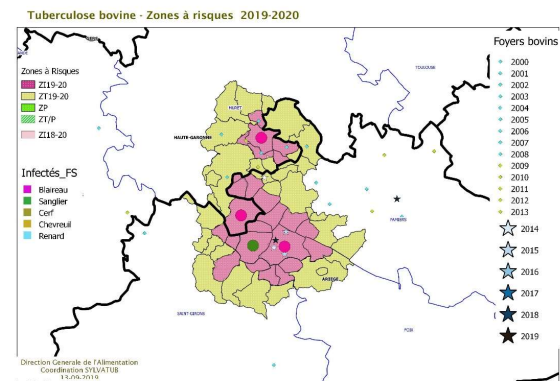 Tuberculose bovine - Zones à risques 2019-2020
Zones à Risques
ZI19-20
ZT19-20
ZP
ZT/P
ZI18-20
Infectés_FS
Blaireau
Sanglier
Cerf
Chevreuil
Renard
TOULOUSE
MURET
HAUTE-GARONNE
PAMIERS
ARIEGE
SAINT GIRONS
FOIX
Foyers bovins
2000
2001
2002
2003
2004
2005
2006
2007
2008
2009
2010
2011
2012
2013
2014
2015
2016
2017
2018
2019
Direction Generale de l'Alimentation
Coordination SYLVATUB
13-09-2019